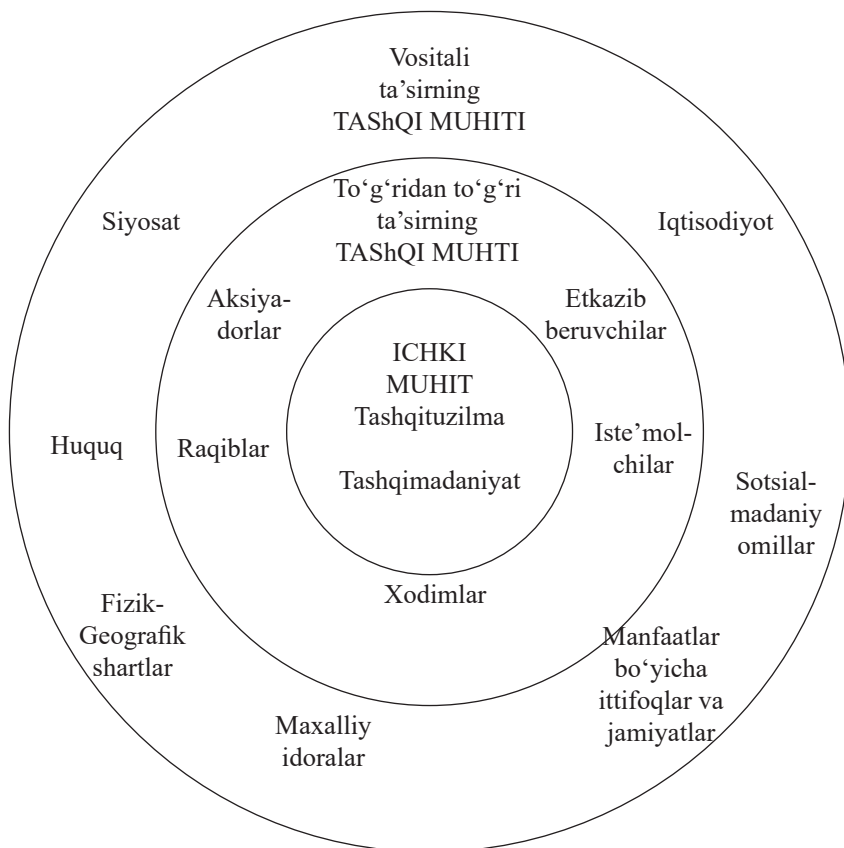 Vositali
ta’sirning
TAShQI MUHITI
To‘g‘ridan to‘g‘ri
ta’sirning
TAShQI MUHTI
Siyosat
Iqtisodiyot
Aksiya-
dorlar
Etkazib
beruvchilar
ICHKI
MUHIT
Tashqituzilma
Tashqimadaniyat
Huquq
Raqiblar
Iste’mol-
chilar
Sotsial-
madaniy
omillar
Xodimlar
Fizik-
Geografik
shartlar
Manfaatlar
bo‘yicha
ittifoqlar va
jamiyatlar
Maxalliy
idoralar